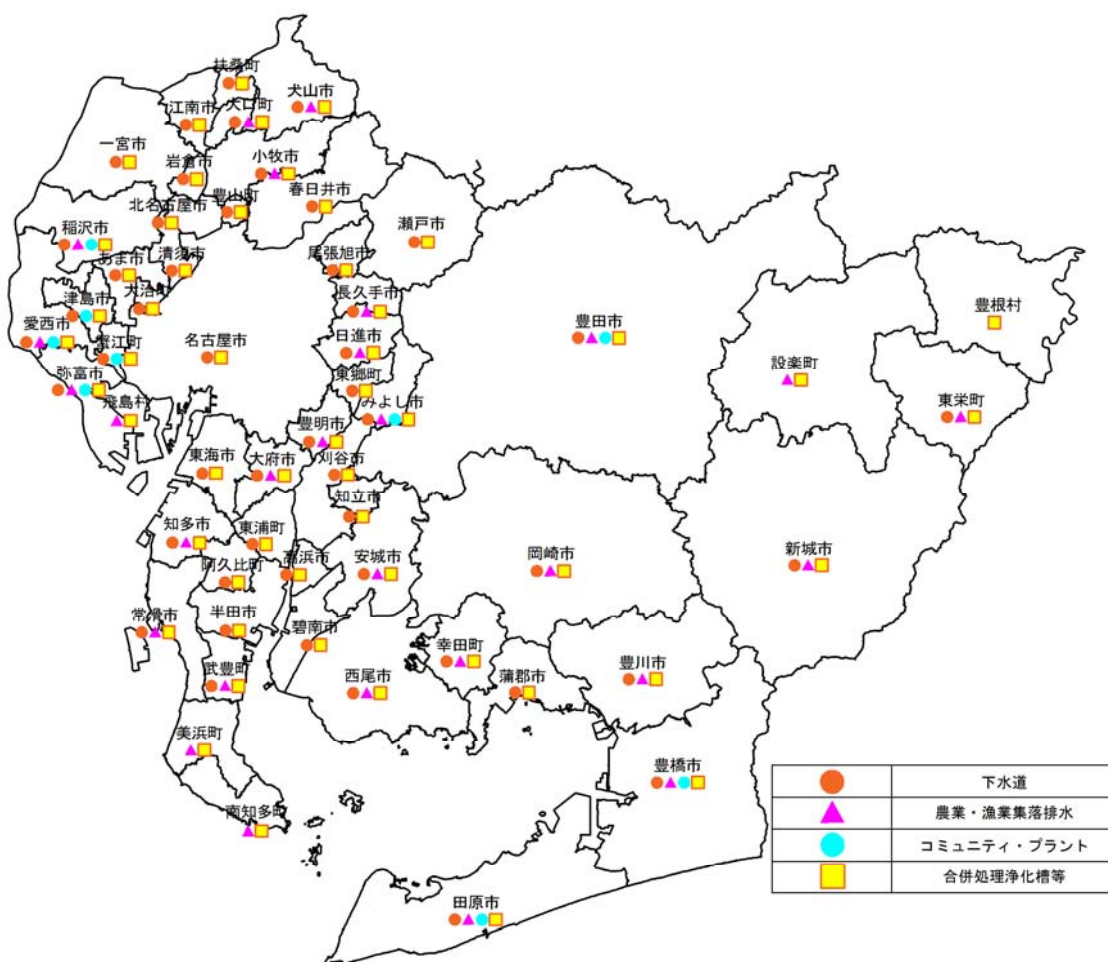 扶桑町
犬山市
江南市
大口町
一宮市
岩倉市
小牧市
豊山町
春日井市
北名古屋市
稲沢市
瀬戸市
あま市
清須市
尾張旭市
津島市
大治町
長久手市
愛西市
蟹江町
名古屋市
日進市
豊田市
豊根村
設楽町
弥富市
飛島村
東郷町
みよし市
東栄町
豊明市
東海市
大府市
刈谷市
知立市
知多市
東浦町
阿久比町
高浜市
安城市
岡崎市
新城市
常滑市
半田市
碧南市
幸田町
武豊町
西尾市
蒲郡市
豊川市
美浜町
豊橋市
南知多町
田原市
下水道
農業・漁業集落排水
コミュニティ・プラント
合併処理浄化槽等